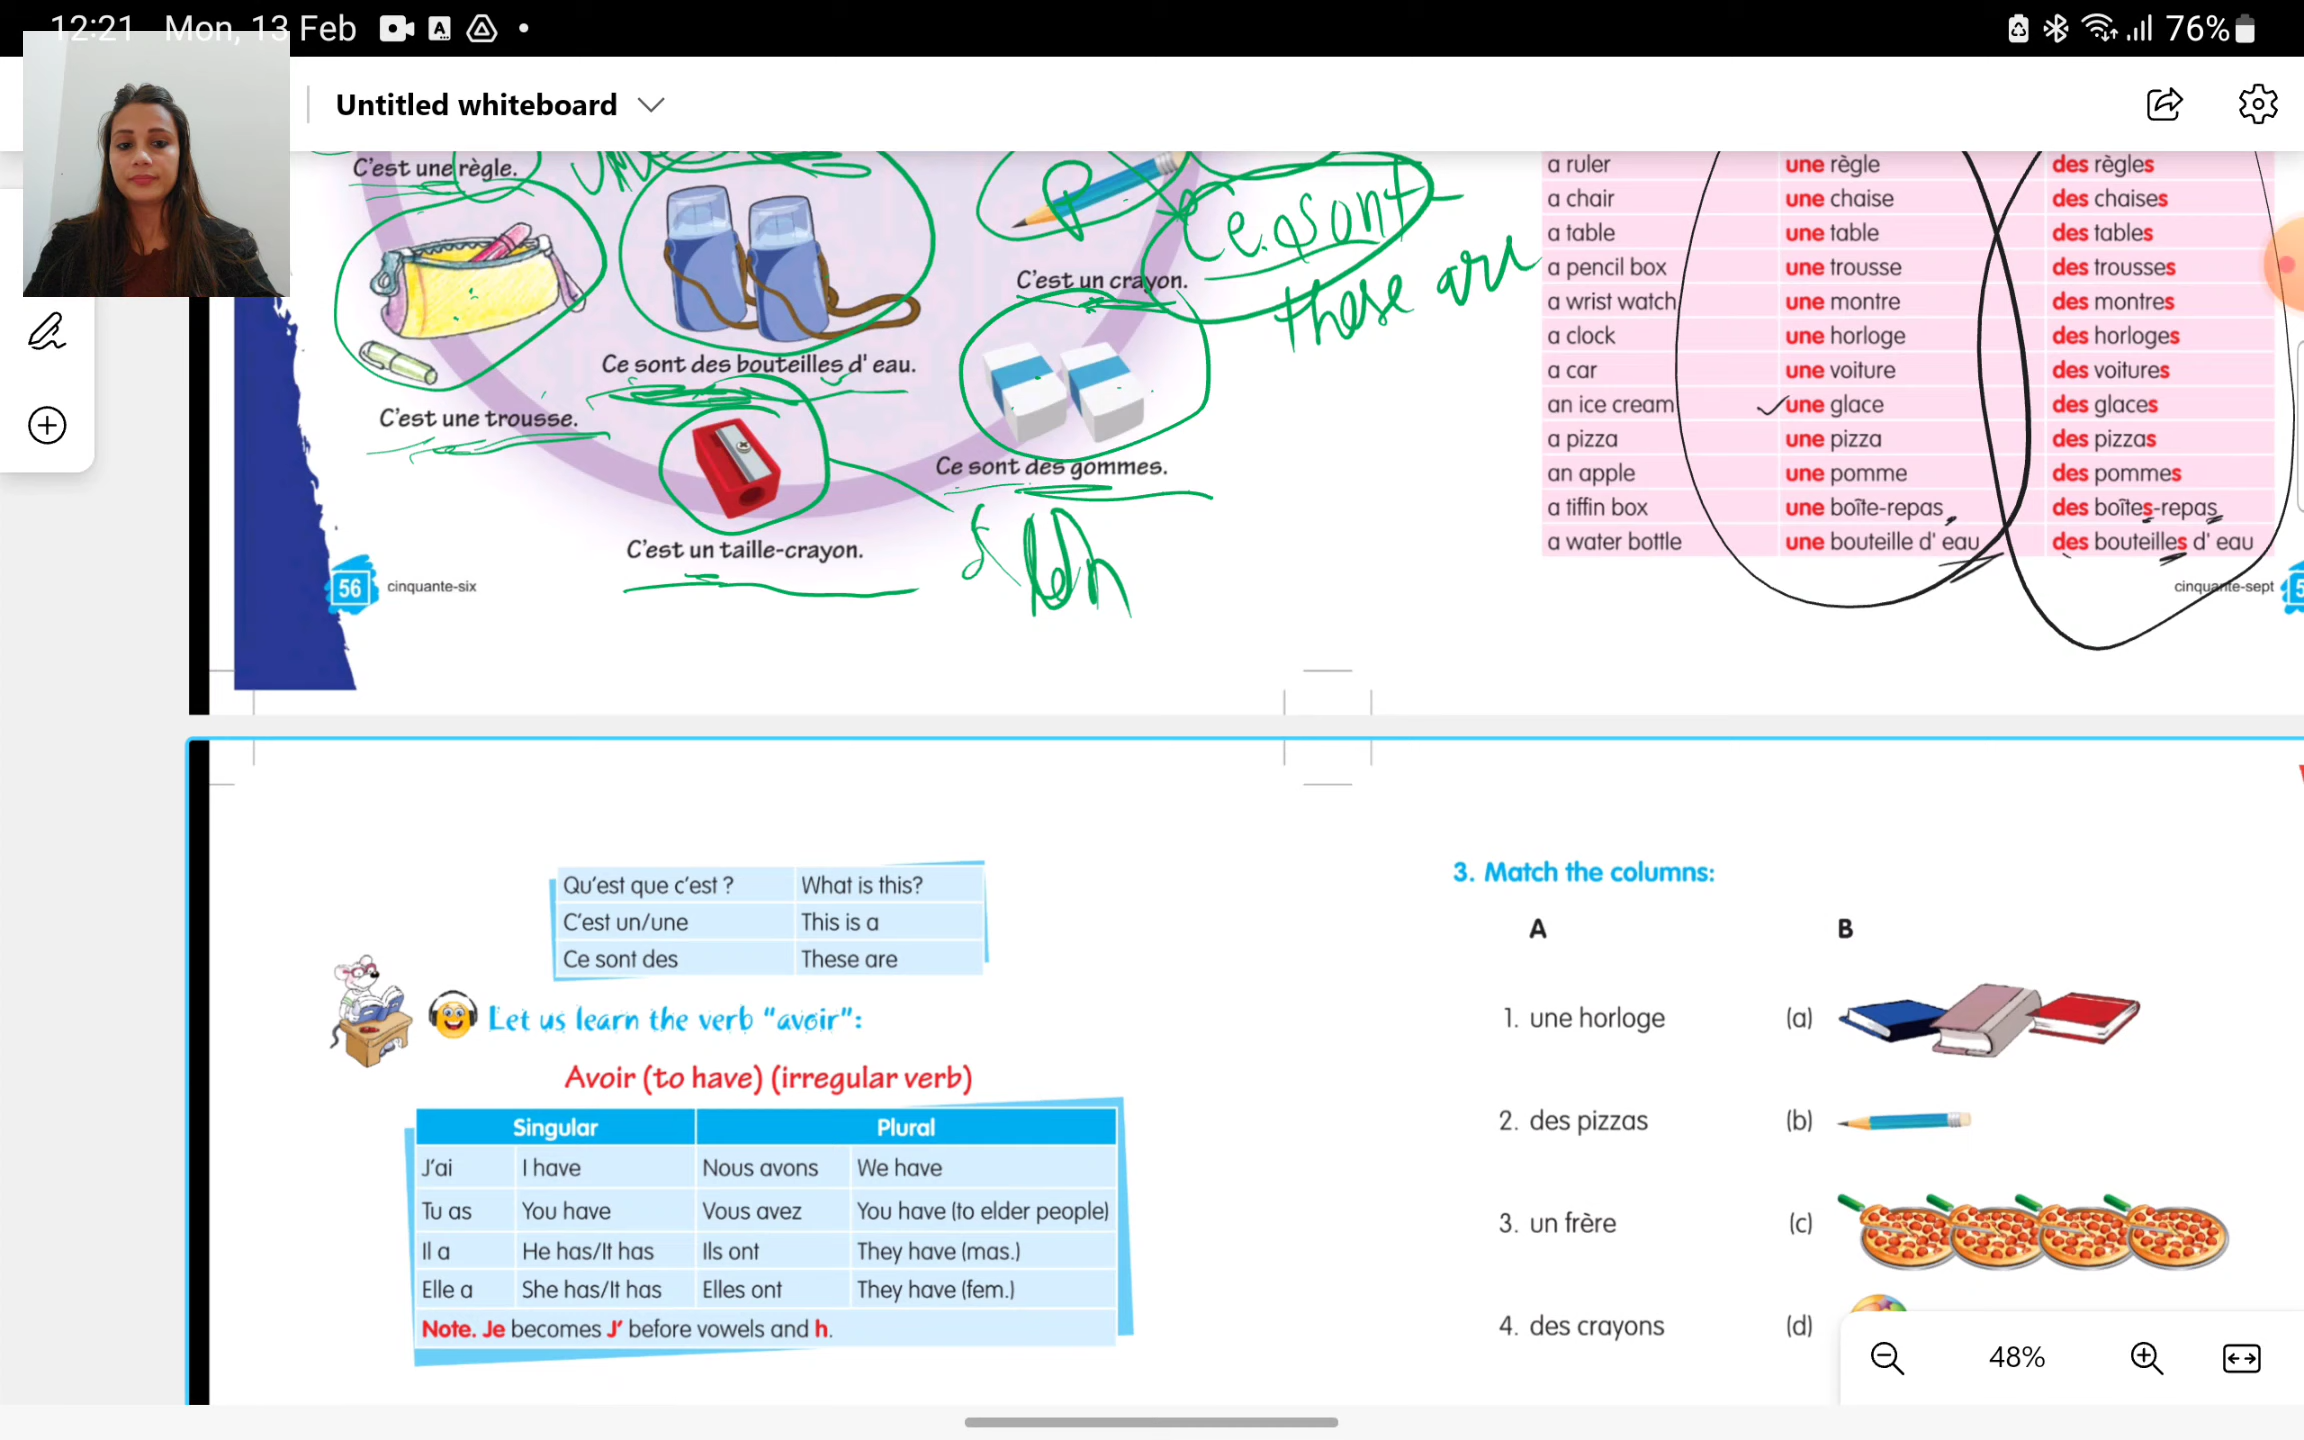 12:21 Mon, 13 Feb
76%
Untitled whiteboard
C'est une règle.
Ce sont
these are
C'est un crayon.
Ce sont des bouteilles d' eau.
C'est une trousse.
Ce sont des gommes.
C'est un taille-crayon.
56 cinquante-six
a ruler une règle des règles
a chair une chaise des chaises
a table une table des tables
a pencil box une trousse des trousses
a wrist watch une montre des montres
a clock une horloge des horloges
a car une voiture des voitures
an ice cream une glace des glaces
a pizza une pizza des pizzas
an apple une pomme des pommes
a tiffin box une boîte-repas des boîtes-repas
a water bottle une bouteille d' eau des bouteilles d' eau
cinquante-sept 5
Qu'est que c'est ? What is this?
C'est un/une This is a
Ce sont des These are
Let us learn the verb "avoir":
Avoir (to have) (irregular verb)
Singular Plural
J'ai I have Nous avons We have
Tu as You have Vous avez You have (to elder people)
Il a He has/It has Ils ont They have (mas.)
Elle a She has/It has Elles ont They have (fem.)
Note. Je becomes J' before vowels and h.
3. Match the columns:
A B
1. une horloge (a)
2. des pizzas (b)
3. un frère (c)
4. des crayons (d)
48%